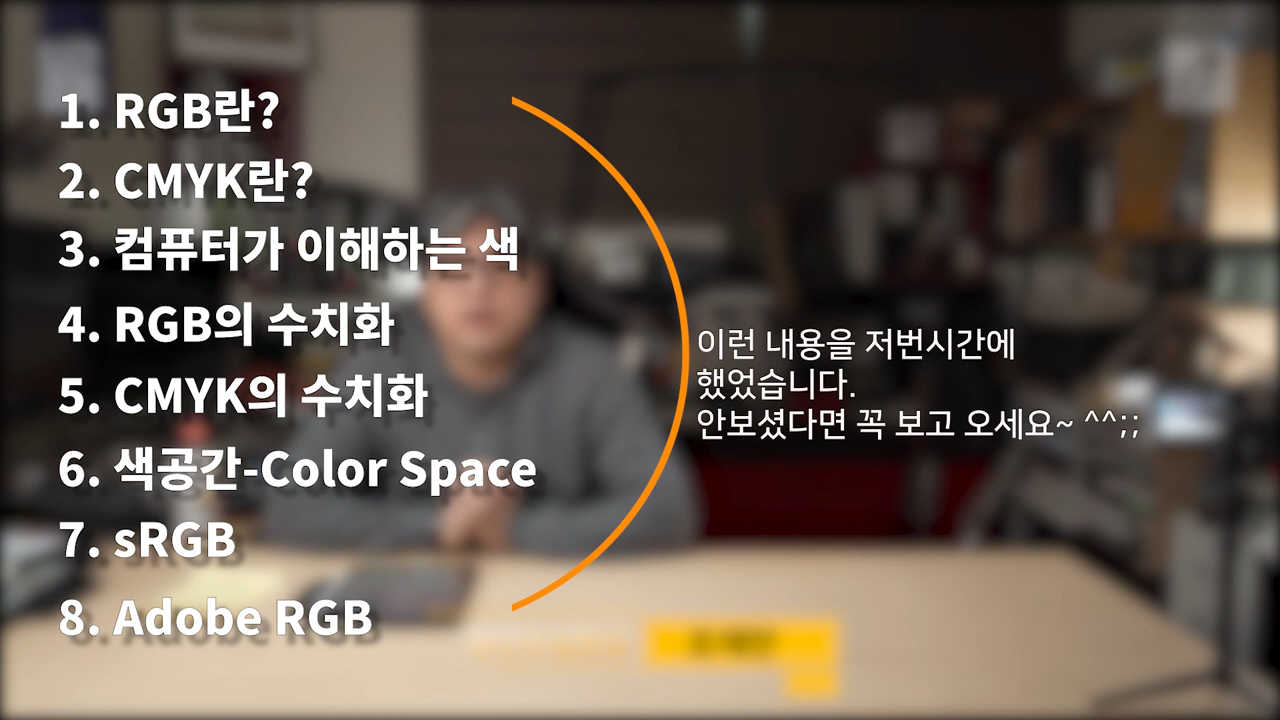 1. RGB란?
2. CMYK란?
3. 컴퓨터가 이해하는 색
4. RGB의 수치화
5. CMYK의 수치화
6. 색공간-Color Space
7. sRGB
8. Adobe RGB
이런 내용을 저번시간에
했었습니다.
안보셨다면 꼭 보고 오세요~ ^^;;